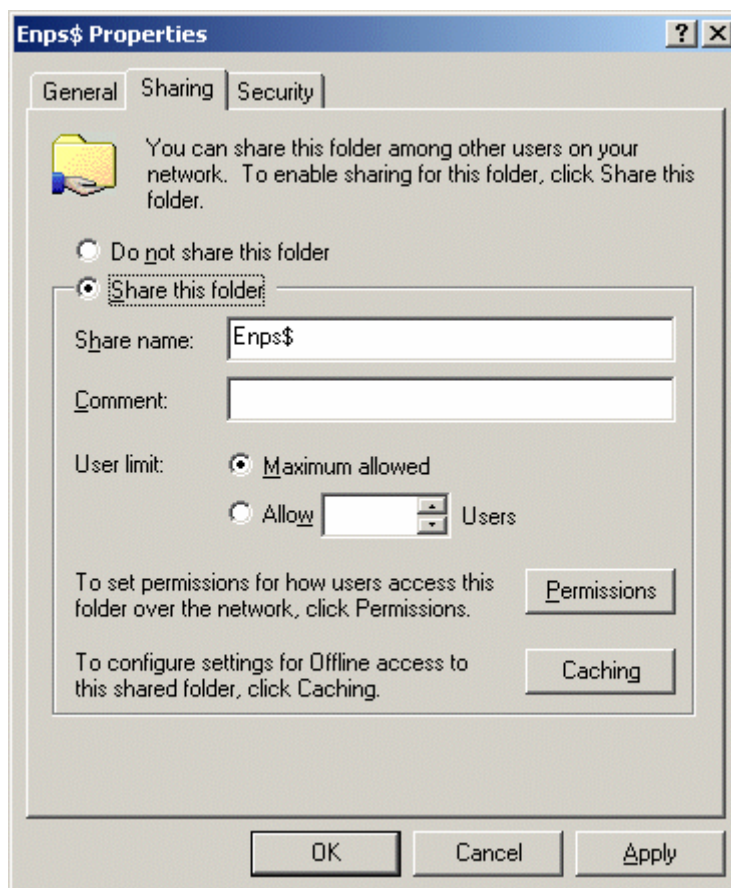 Enps$ Properties
General Sharing Security
You can share this folder among other users on your
network. To enable sharing for this folder, click Share this
folder.
Do not share this folder
Share this folder
Share name: Enps$
Comment:
User limit: Maximum allowed
Allow Users
To set permissions for how users access this
folder over the network, click Permissions.
Permissions
To configure settings for Offline access to
this shared folder, click Caching.
Caching
OK Cancel Apply